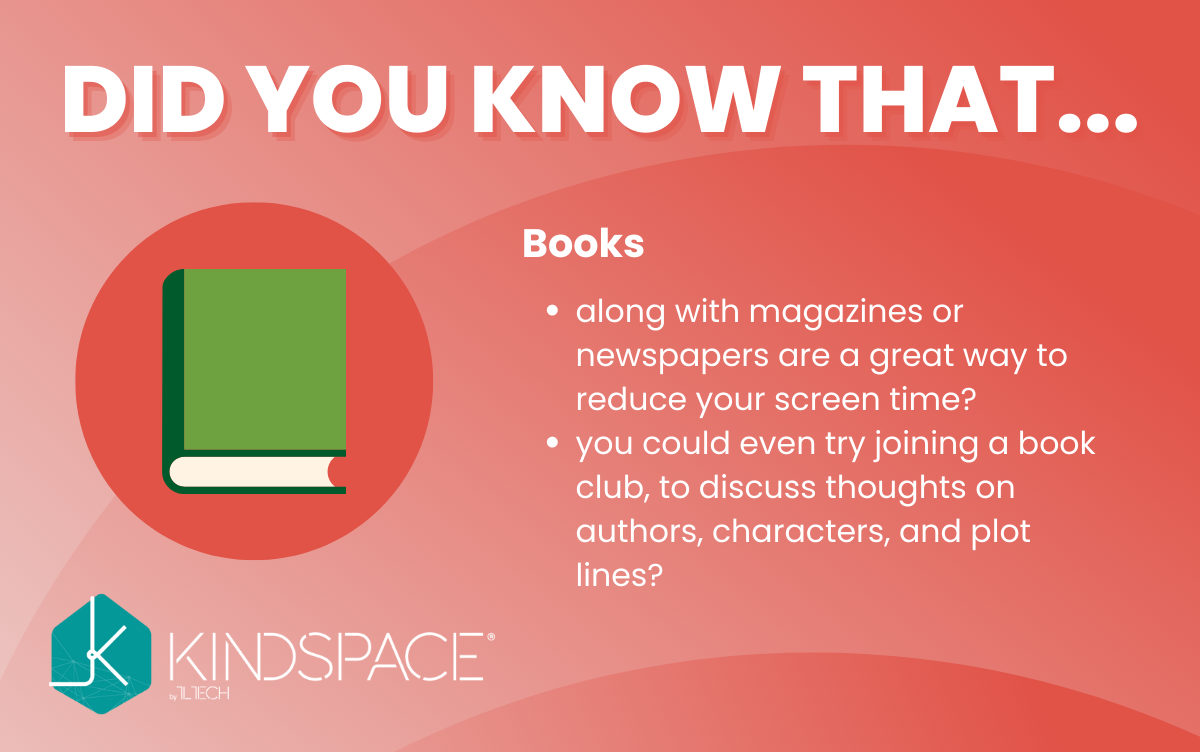 DID YOU KNOW THAT...
Books
• along with magazines or
newspapers are a great way to
reduce your screen time?
• you could even try joining a book
club, to discuss thoughts on
authors, characters, and plot
lines?
KINDSPACE®
by TLTECH